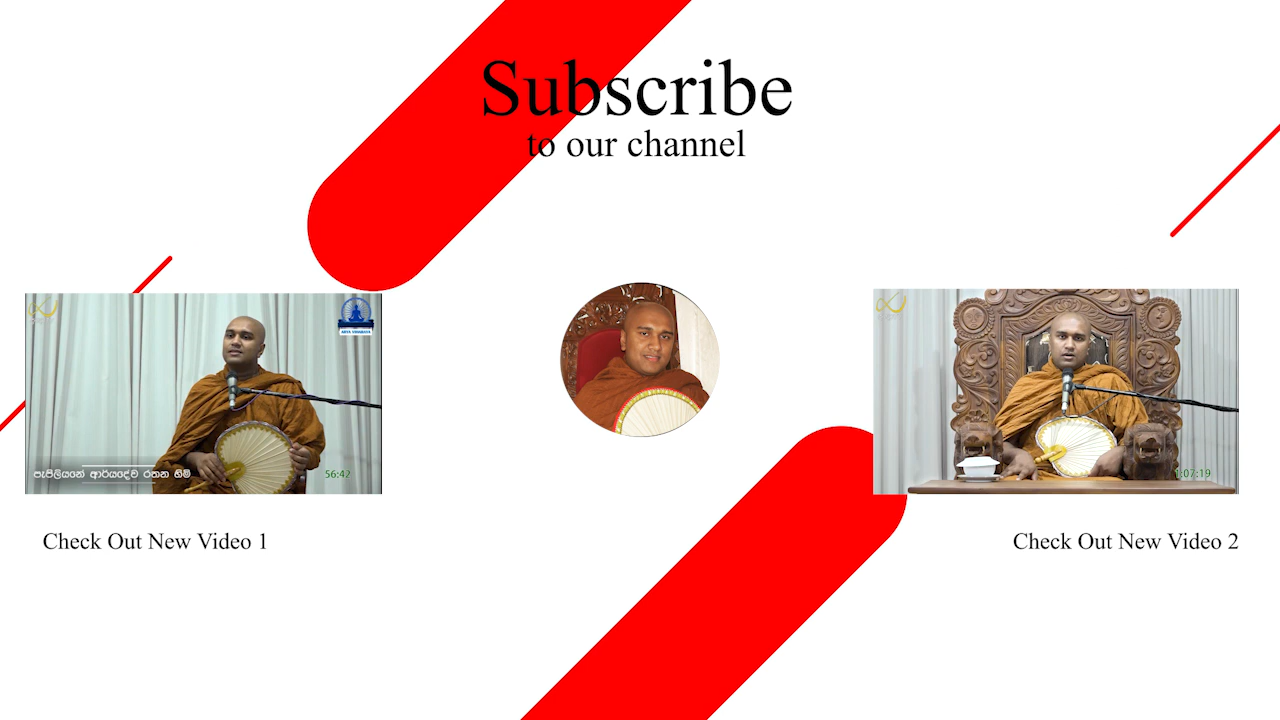 Subscribe
to our channel
පැපිලියානේ ආර්යදේව රතන හිමි
56:42
1:07:19
Check Out New Video 1
Check Out New Video 2